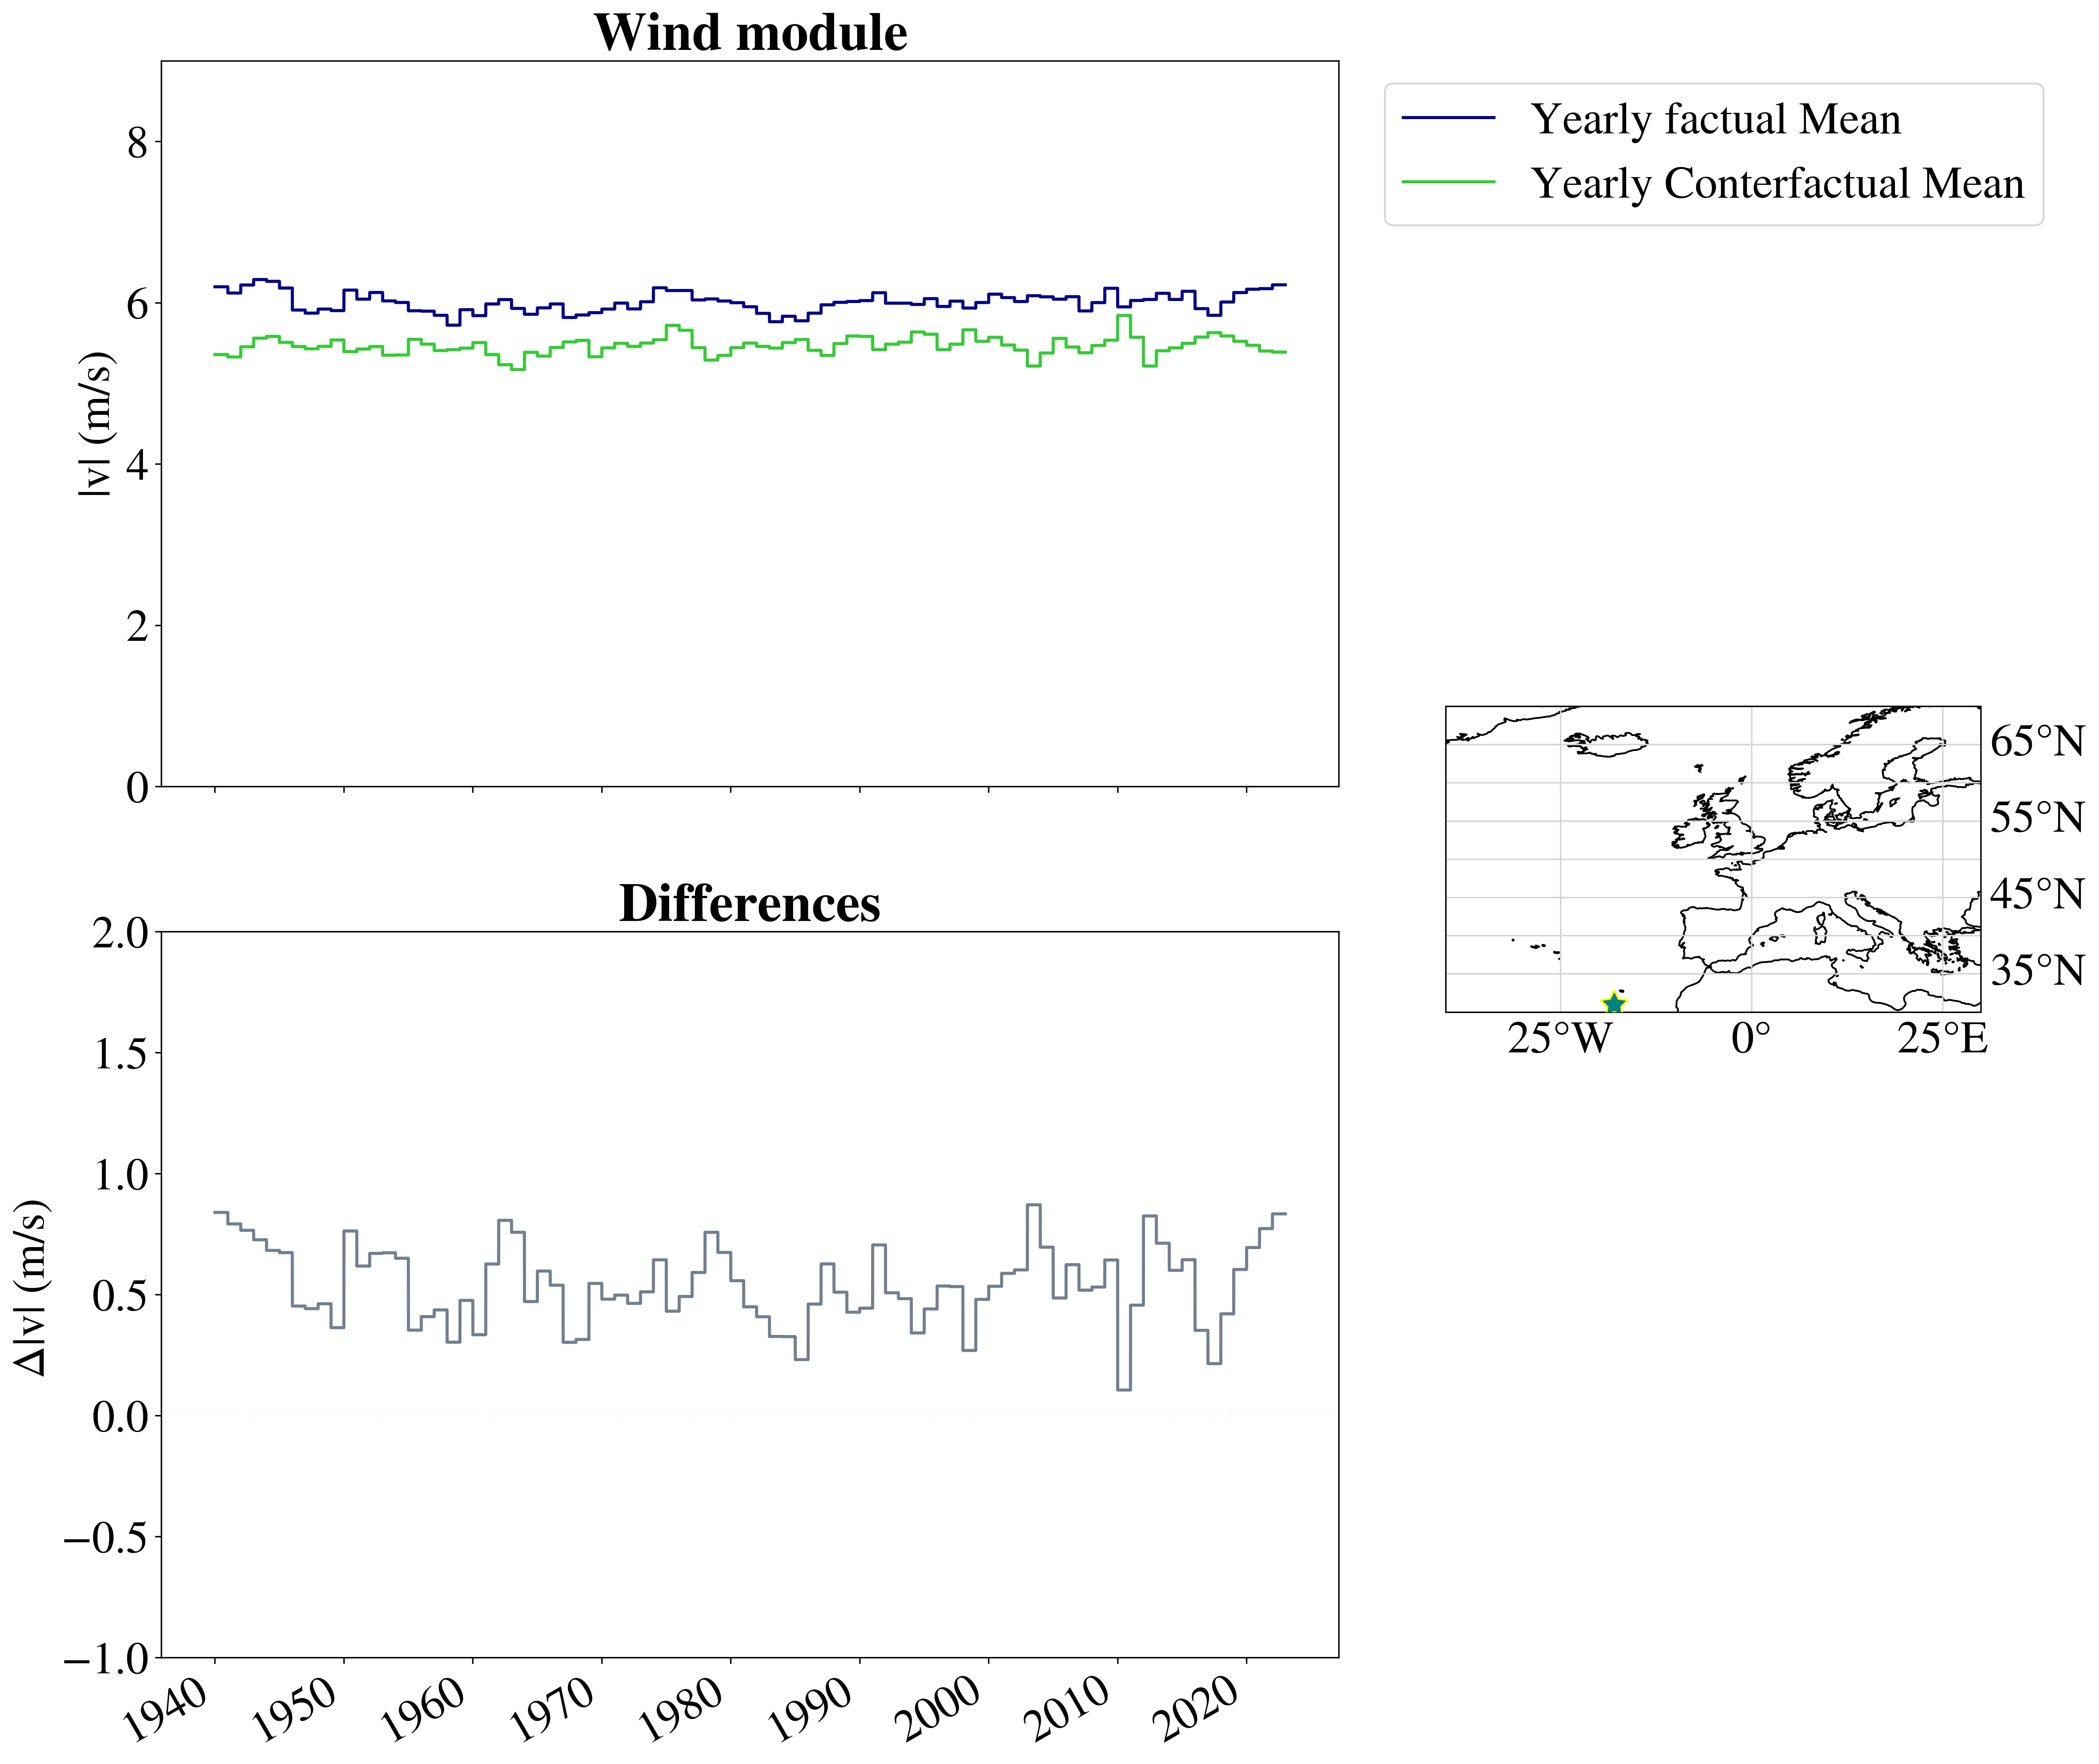 Wind module
8
6
4
2
0
|v| (m/s)
Yearly factual Mean
Yearly Conterfactual Mean
65°N
55°N
45°N
35°N
25°W 0° 25°E
Differences
2.0
1.5
1.0
0.5
0.0
−0.5
−1.0
Δ|v| (m/s)
1940 1950 1960 1970 1980 1990 2000 2010 2020